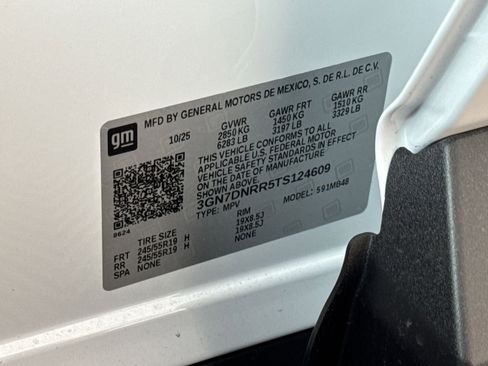 MFD BY GENERAL MOTORS DE MEXICO, S. DE R.L. DE C.V.
gm
10/25
GVWR GAWR FRT GAWR RR
2850 KG 1450 KG 1510 KG
6283 LB 3197 LB 3329 LB
THIS VEHICLE CONFORMS TO ALL
APPLICABLE U.S. FEDERAL MOTOR
VEHICLE SAFETY STANDARDS IN EFFECT
ON THE DATE OF MANUFACTURE
SHOWN ABOVE.
3GN7DNRR5TS124609
TYPE: MPV MODEL: 591MB48
8624
TIRE SIZE RIM
FRT 245/55R19 H 19X8.5J
RR 245/55R19 H 19X8.5J
SPA NONE NONE